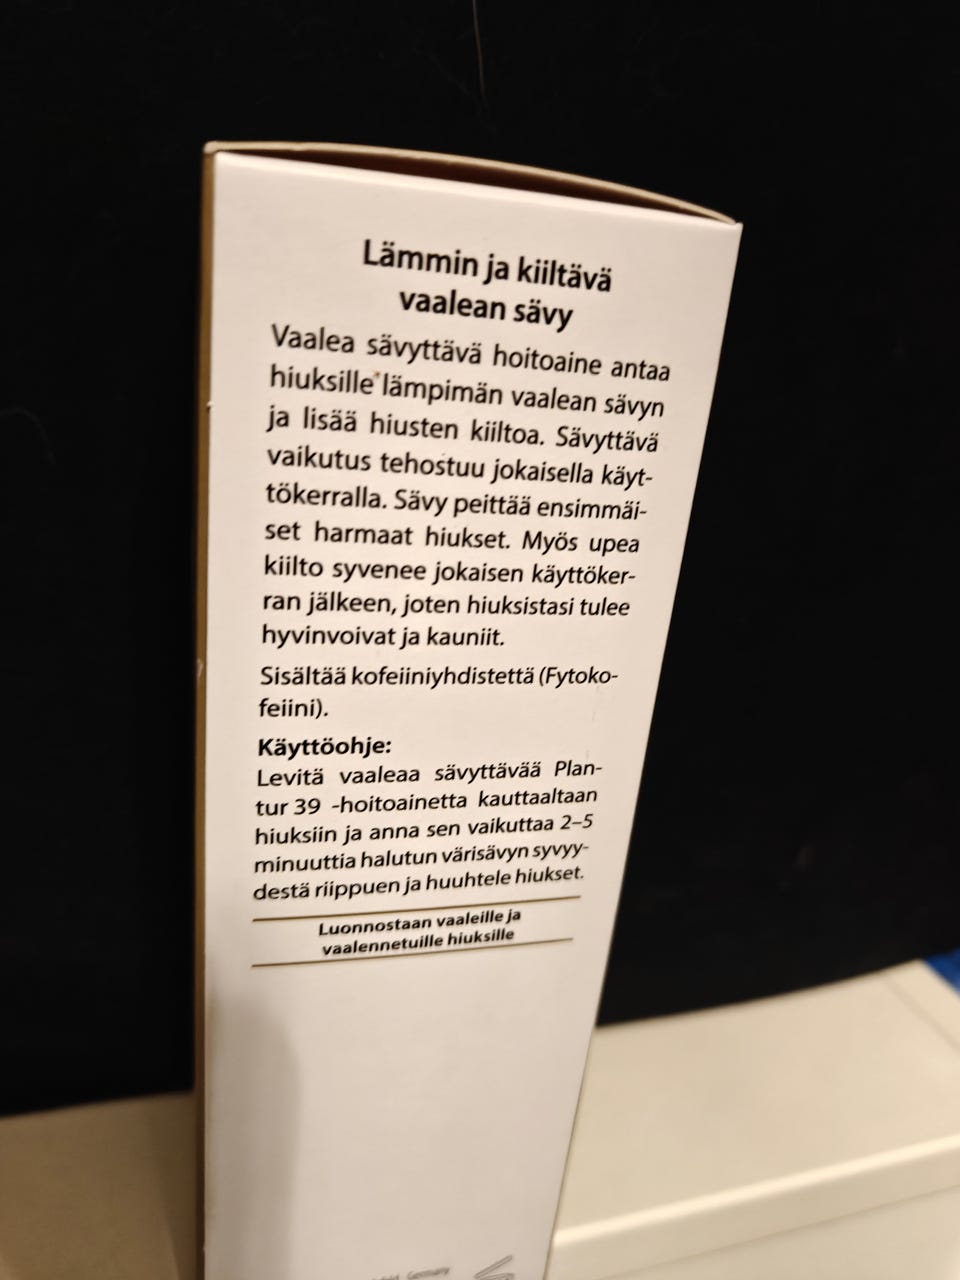 Lämmin ja kiiltävä
vaalean sävy
Vaalea sävyttävä hoitoaine antaa
hiuksille lämpimän vaalean sävyn
ja lisää hiusten kiiltoa. Sävyttävä
vaikutus tehostuu jokaisella käyt-
tökerralla. Sävy peittää ensimmäi-
set harmaat hiukset. Myös upea
kiilto syvenee jokaisen käyttöker-
ran jälkeen, joten hiuksistasi tulee
hyvinvoivat ja kauniit.
Sisältää kofeiiniyhdistettä (Fytoko-
feiini).
Käyttöohje:
Levitä vaaleaa sävyttävää Plan-
tur 39 -hoitoainetta kauttaaltaan
hiuksiin ja anna sen vaikuttaa 2–5
minuuttia halutun värisävyn syvyy-
destä riippuen ja huuhtele hiukset.
Luonnostaan vaaleille ja
vaalennetuille hiuksille
Germany